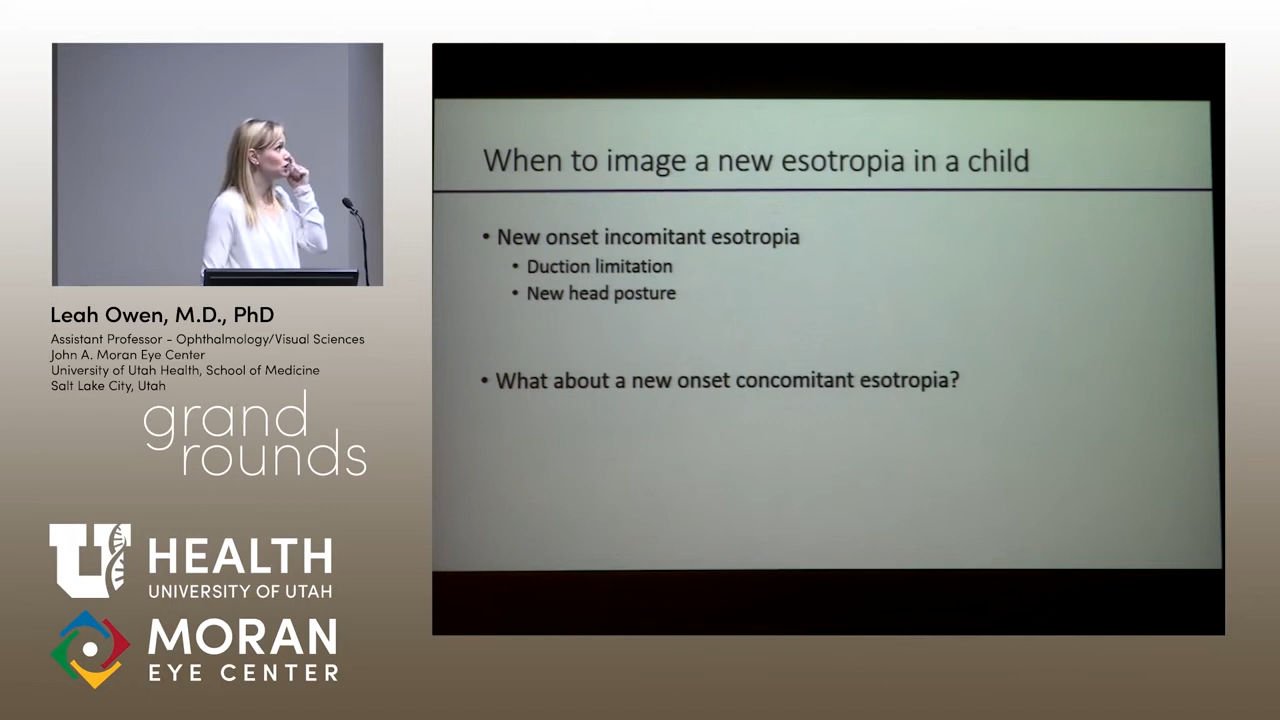 Leah Owen, M.D., PhD
Assistant Professor - Ophthalmology/Visual Sciences
John A. Moran Eye Center
University of Utah Health, School of Medicine
Salt Lake City, Utah
grand
rounds
U
HEALTH
UNIVERSITY OF UTAH
MORAN
EYE CENTER
When to image a new esotropia in a child
• New onset incomitant esotropia
• Duction limitation
• New head posture
• What about a new onset concomitant esotropia?